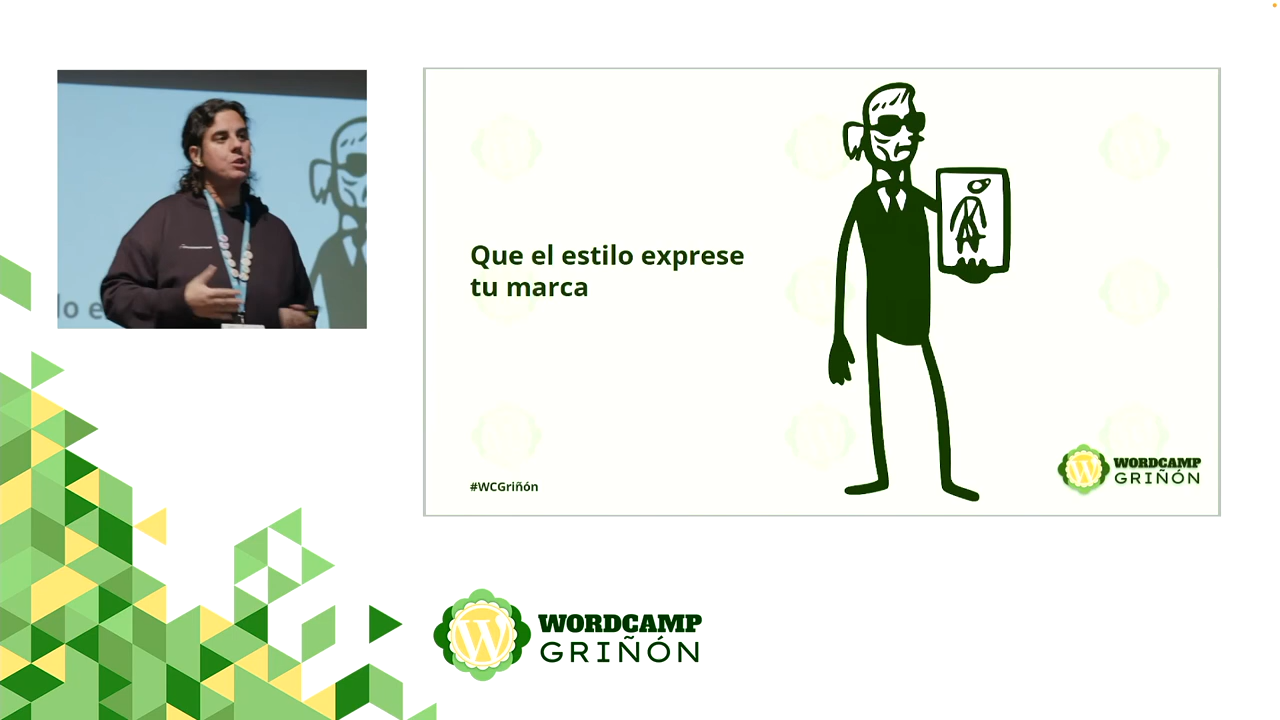 Que el estilo exprese
tu marca
#WCGriñón
WORDCAMP
GRIÑÓN
WORDCAMP
GRIÑÓN